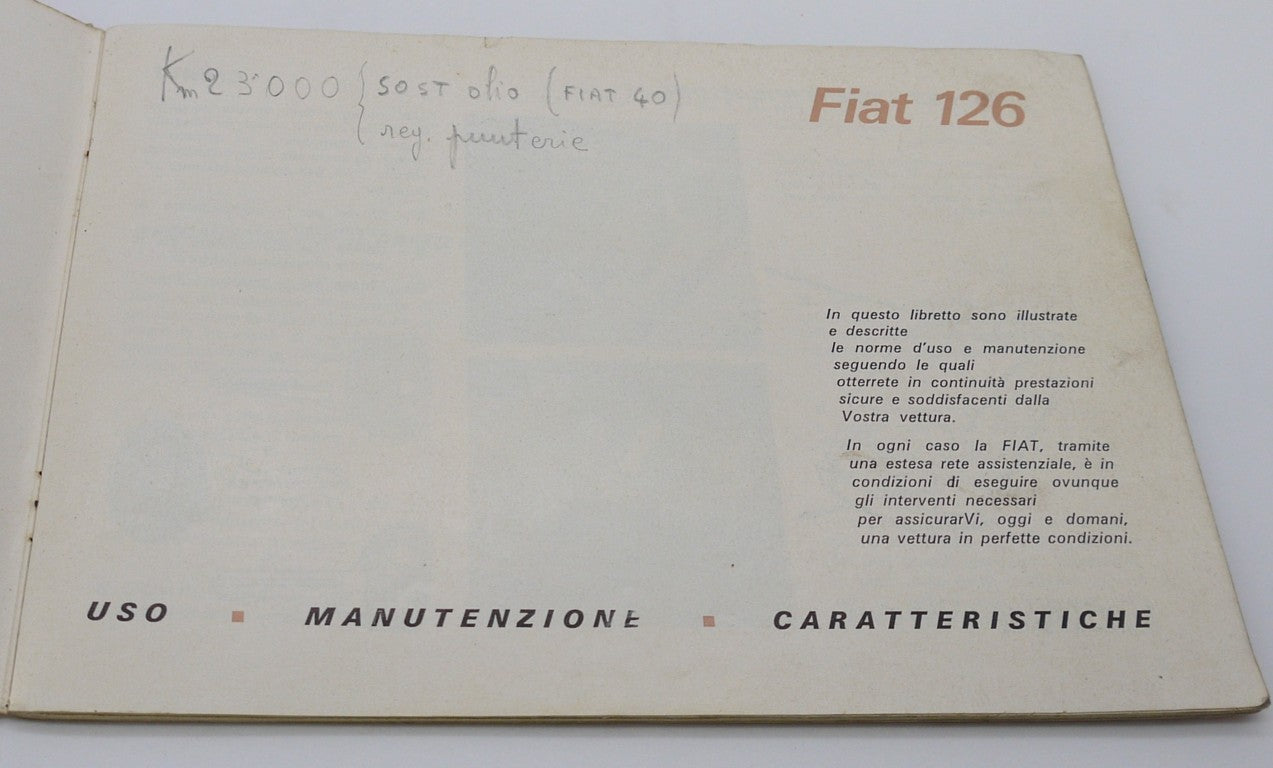 Km 23.000 { SOST olio (FIAT 40)
reg. punterie
Fiat 126
In questo libretto sono illustrate
e descritte
le norme d'uso e manutenzione
seguendo le quali
otterrete in continuità prestazioni
sicure e soddisfacenti dalla
Vostra vettura.
In ogni caso la FIAT, tramite
una estesa rete assistenziale, è in
condizioni di eseguire ovunque
gli interventi necessari
per assicurarVi, oggi e domani,
una vettura in perfette condizioni.
USO ▪ MANUTENZIONE ▪ CARATTERISTICHE